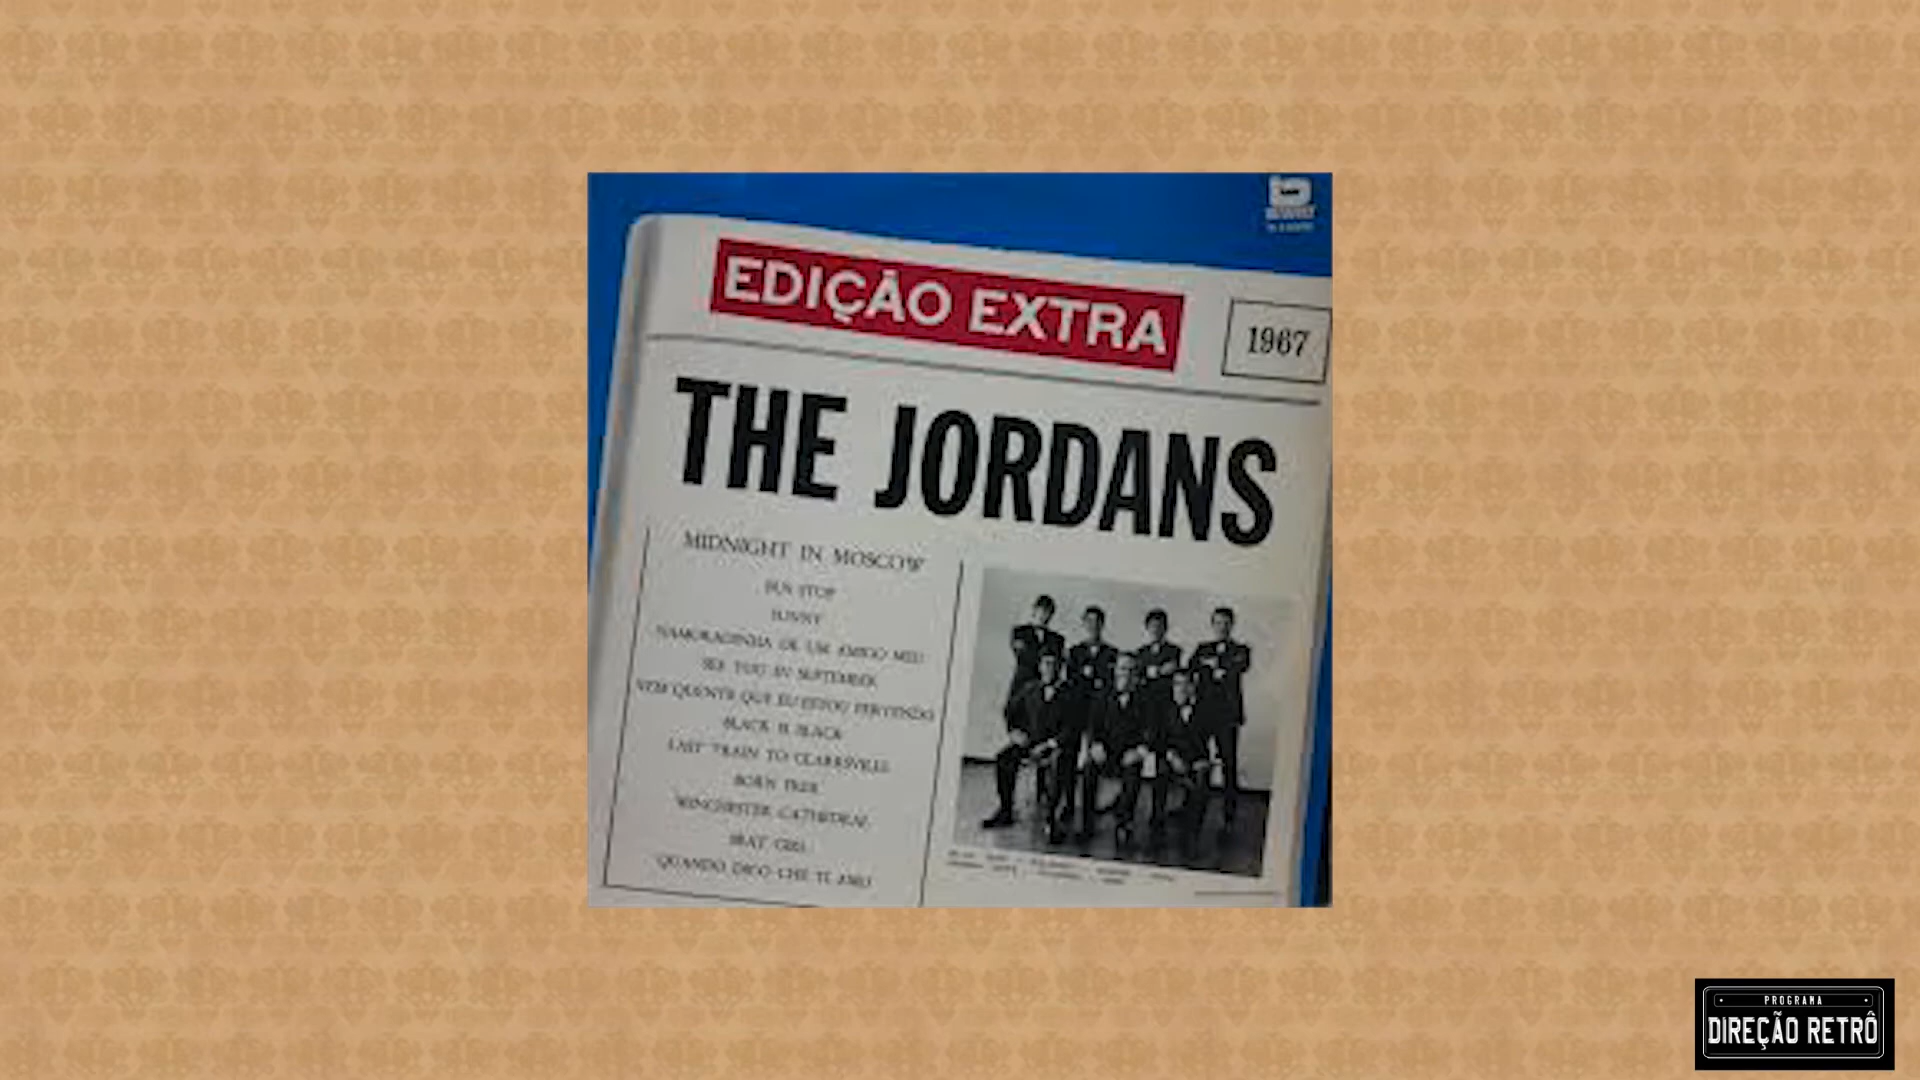 EDIÇÃO EXTRA
1967
THE JORDANS
MIDNIGHT IN MOSCOW
BUS STOP
SUNNY
NAMORADINHA DE UM AMIGO MEU
SEE YOU IN SEPTEMBER
VEM QUENTE QUE EU ESTOU FERVENDO
BLACK IS BLACK
LAST TRAIN TO CLARKSVILLE
BORN FREE
WINCHESTER CATHEDRAL
BEAT GIRL
QUANDO DICO CHE TI AMO
PROGRAMA
DIREÇÃO RETRÔ